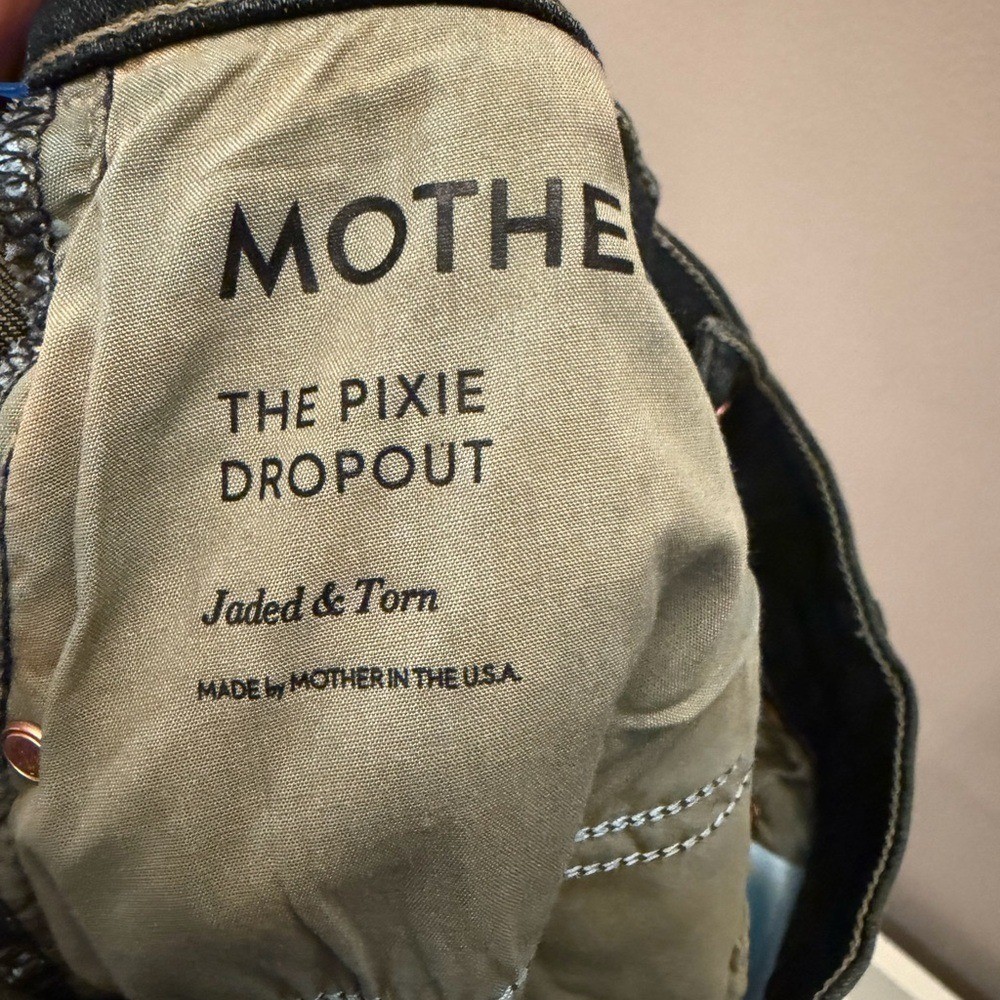 MOTHE
THE PIXIE
DROPOUT
Jaded & Torn
MADE by MOTHER IN THE U.S.A.